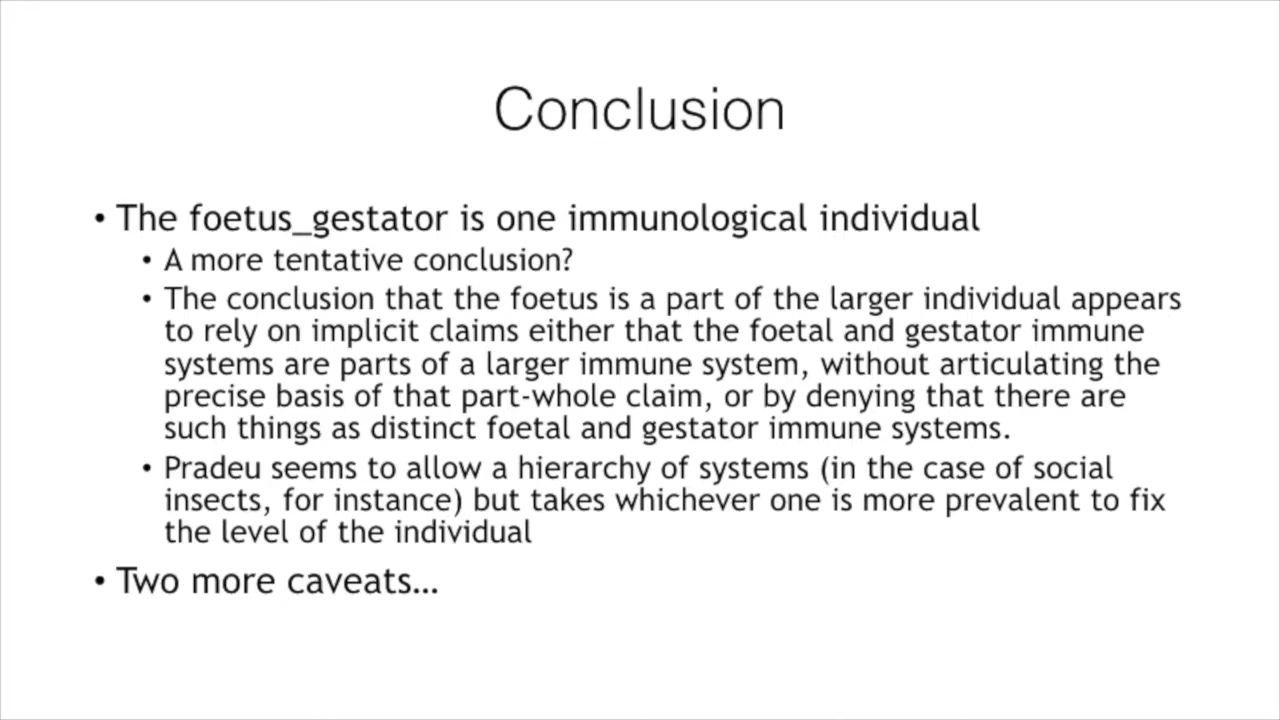 Conclusion
• The foetus_gestator is one immunological individual
• A more tentative conclusion?
• The conclusion that the foetus is a part of the larger individual appears
to rely on implicit claims either that the foetal and gestator immune
systems are parts of a larger immune system, without articulating the
precise basis of that part-whole claim, or by denying that there are
such things as distinct foetal and gestator immune systems.
• Pradeu seems to allow a hierarchy of systems (in the case of social
insects, for instance) but takes whichever one is more prevalent to fix
the level of the individual
• Two more caveats…